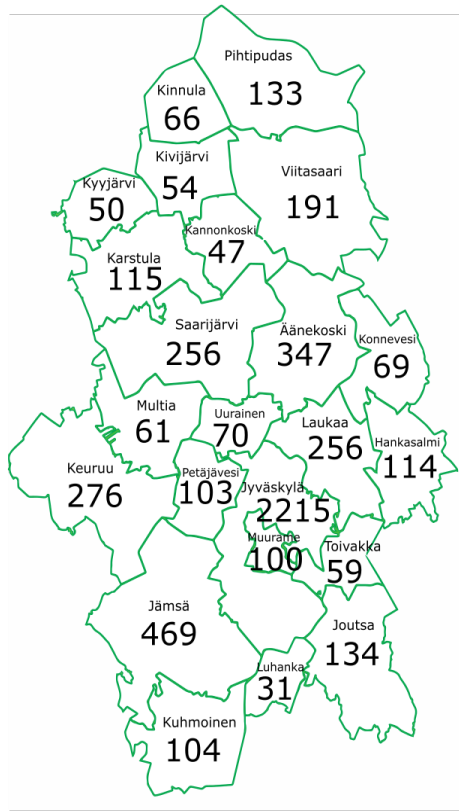 Pihtipudas
133
Kinnula
66
Kivijärvi
54
Viitasaari
191
Kyyjärvi
50
Kannonkoski
47
Karstula
115
Saarijärvi
256
Äänekoski
347
Konnevesi
69
Multia
61
Uurainen
70
Laukaa
256
Hankasalmi
114
Keuruu
276
Petäjävesi
103
Jyväskylä
2215
Muurame
100
Toivakka
59
Jämsä
469
Joutsa
134
Luhanka
31
Kuhmoinen
104